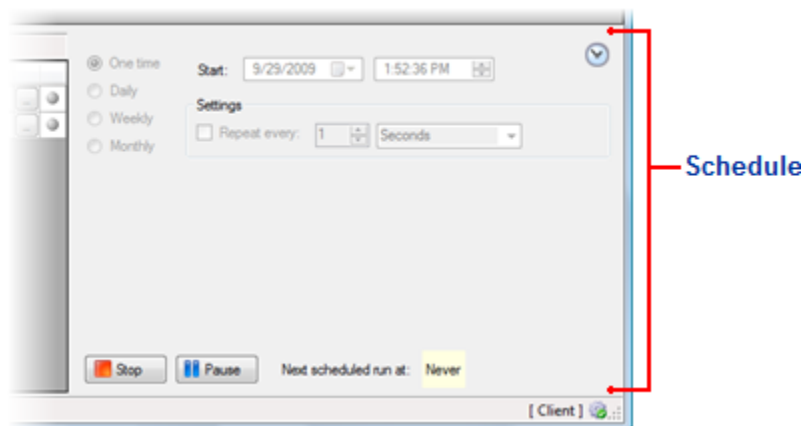 One time
Start: 9/29/2009 1:52:36 PM
Daily
Settings
Weekly
Repeat every: 1 Seconds
Monthly
Schedule
Stop Pause Next scheduled run at: Never
[ Client ]